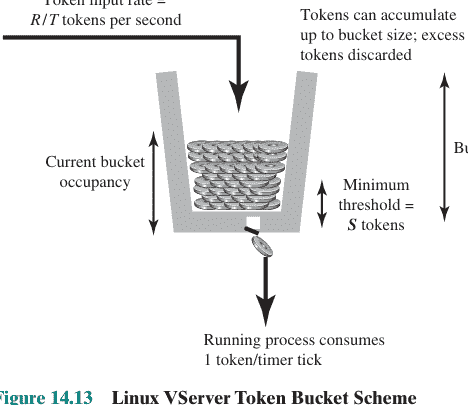 Token input rate =
R/T tokens per second
Tokens can accumulate
up to bucket size; excess
tokens discarded
Current bucket
occupancy
Minimum
threshold =
S tokens
Running process consumes
1 token/timer tick
Figure 14.13 Linux VServer Token Bucket Scheme